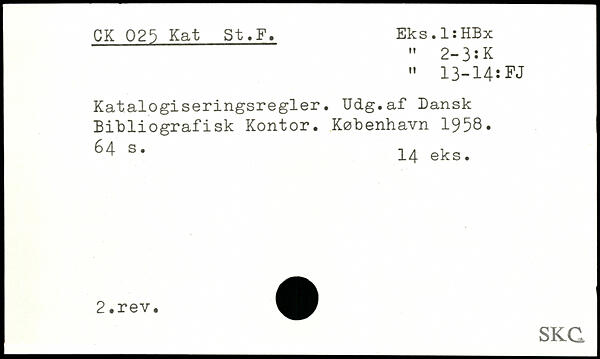 CK 025 Kat St.F.
Eks.1:HBx
" 2-3:K
" 13-14:FJ
Katalogiseringsregler. Udg.af Dansk
Bibliografisk Kontor. København 1958.
64 s.
14 eks.
2.rev.
SKC